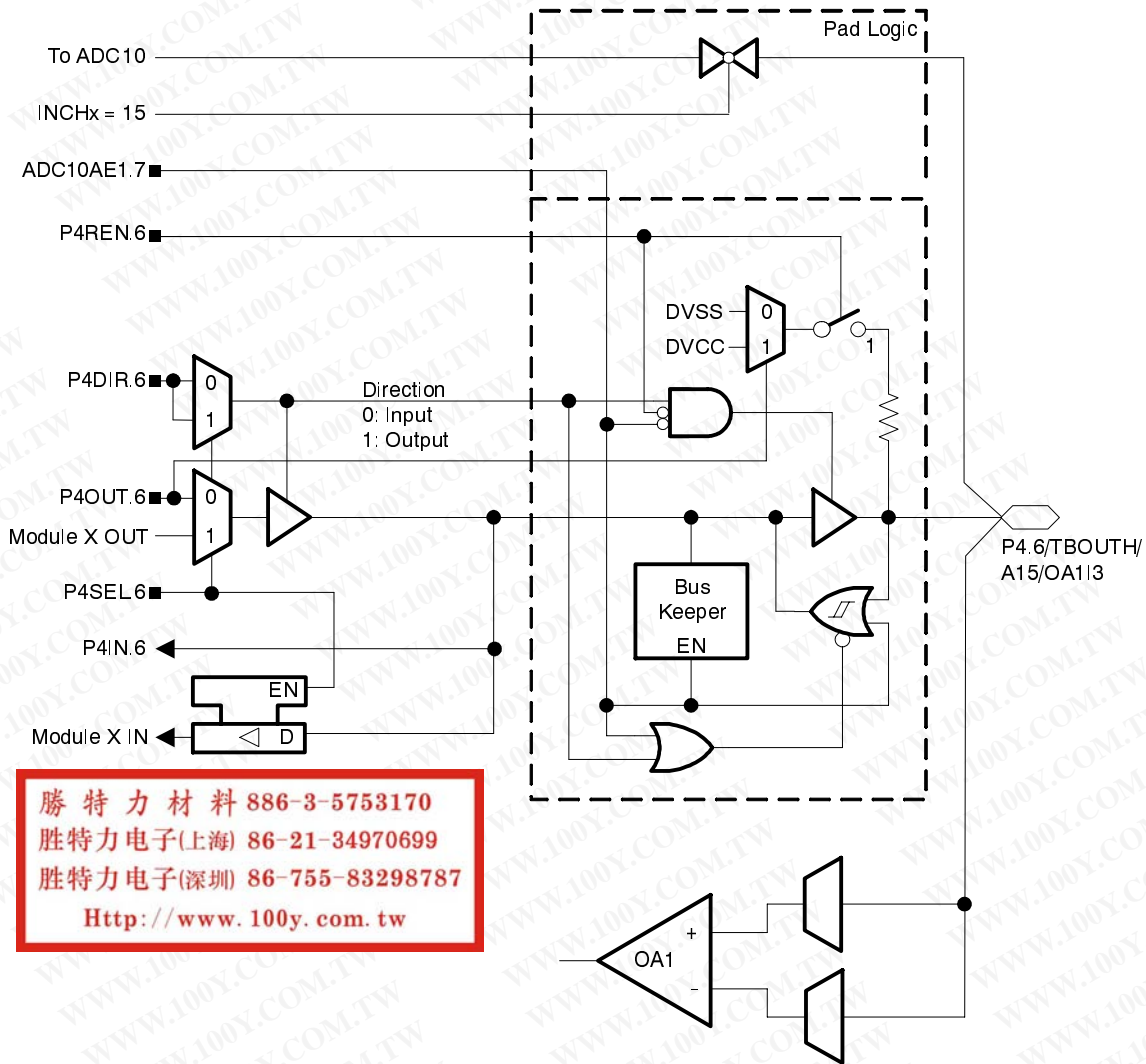 Pad Logic
To ADC10
INCHx = 15
ADC10AE1.7
P4REN.6
DVSS
0
DVCC
1
1
P4DIR.6
0
1
Direction
0: Input
1: Output
P4OUT.6
0
Module X OUT
1
P4SEL.6
P4IN.6
EN
Module X IN
D
Bus
Keeper
EN
P4.6/TBOUTH/
A15/OA1I3
勝特力材料 886-3-5753170
胜特力电子(上海) 86-21-34970699
胜特力电子(深圳) 86-755-83298787
Http://www.100y.com.tw
+
OA1
−
WWW.100Y.COM.TW